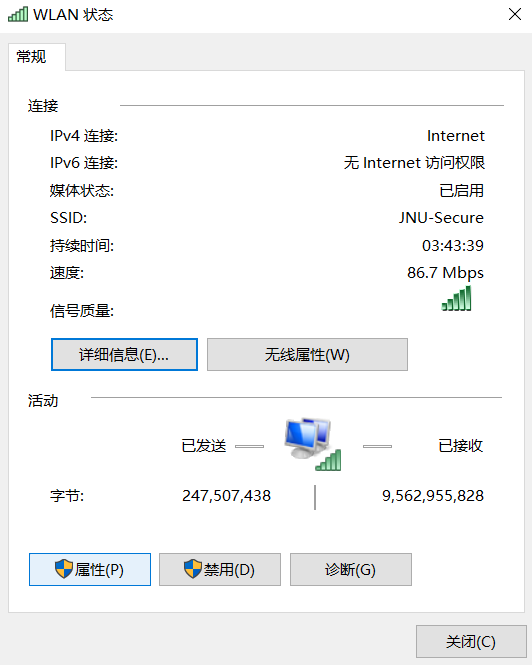 WLAN 状态
常规
连接
IPv4 连接: Internet
IPv6 连接: 无 Internet 访问权限
媒体状态: 已启用
SSID: JNU-Secure
持续时间: 03:43:39
速度: 86.7 Mbps
信号质量:
详细信息(E)... 无线属性(W)
活动
已发送 已接收
字节: 247,507,438 9,562,955,828
属性(P) 禁用(D) 诊断(G)
关闭(C)